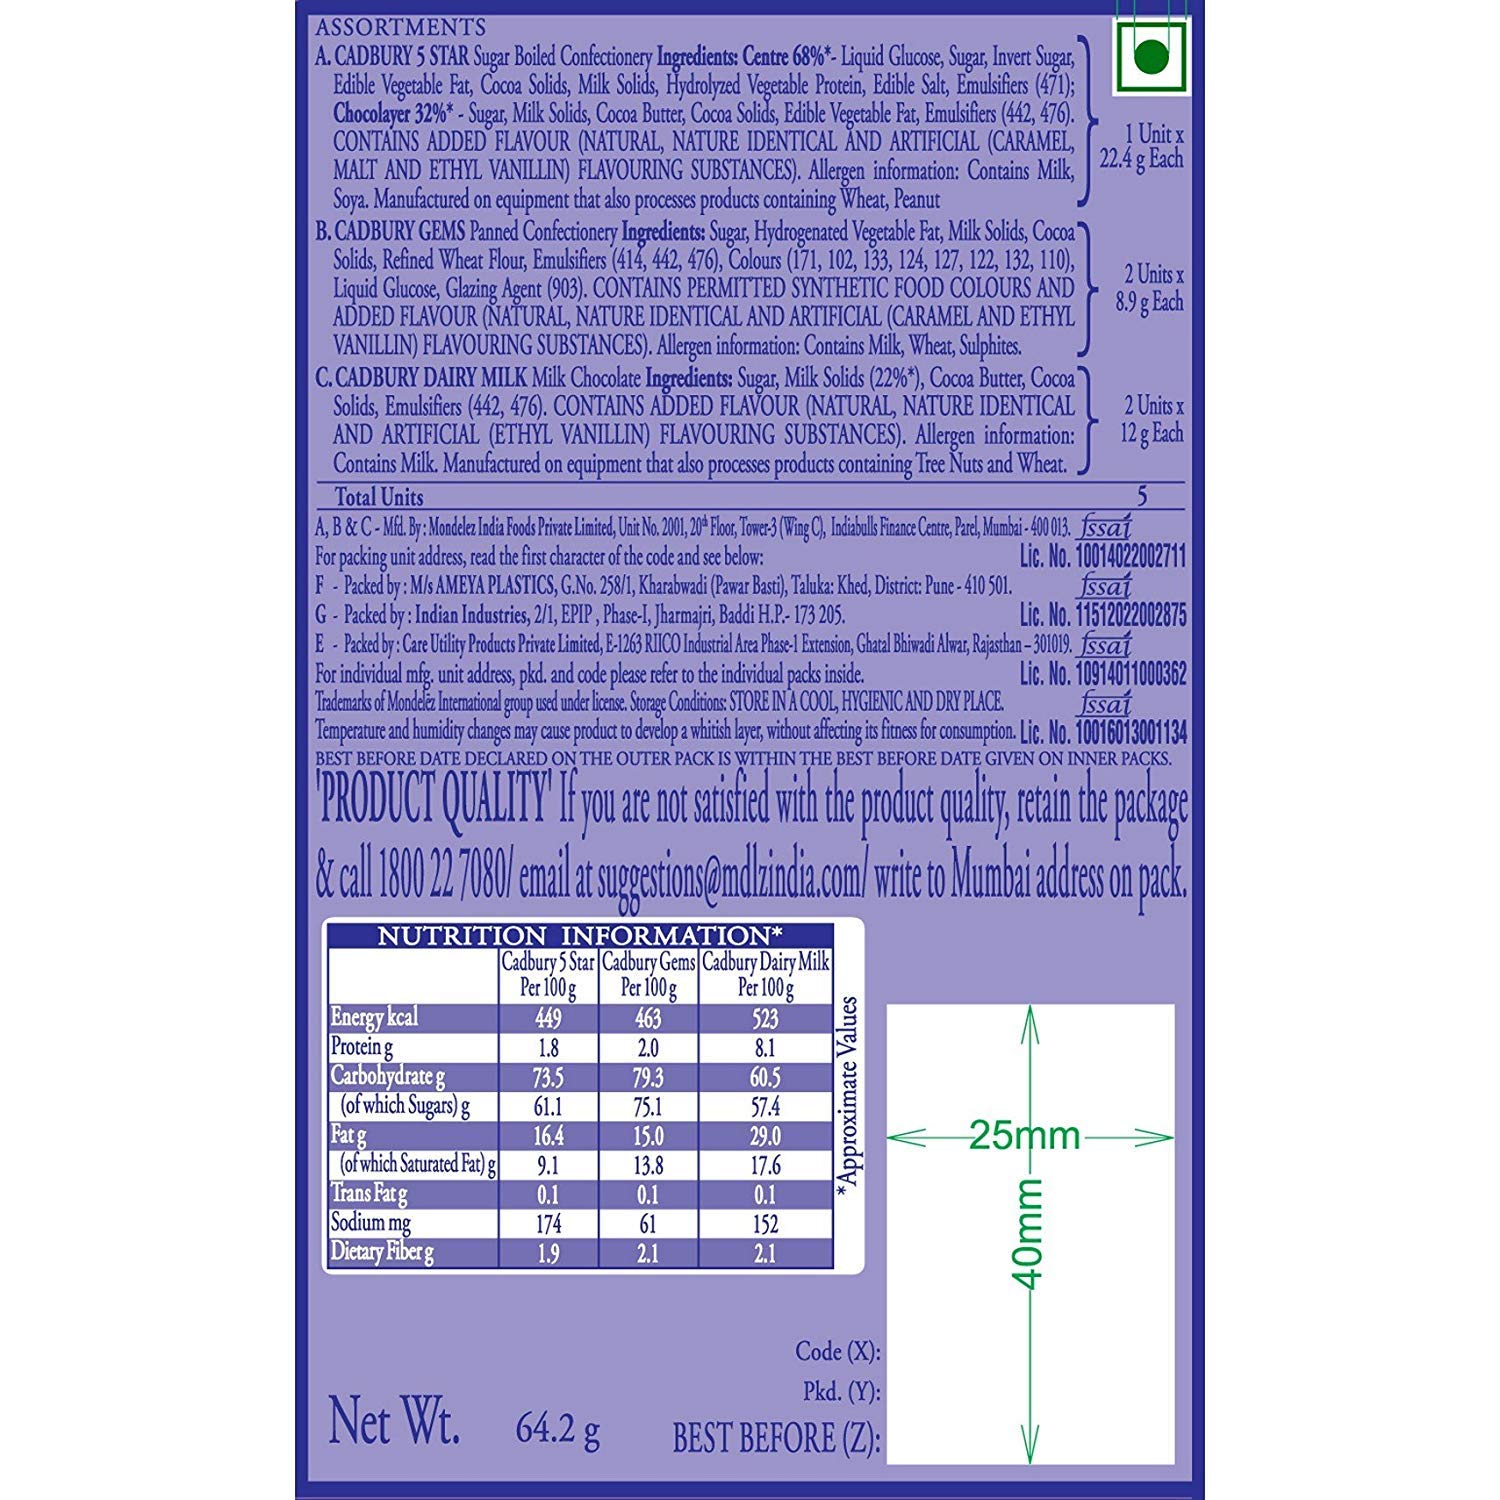 ASSORTMENTS
A. CADBURY 5 STAR Sugar Boiled Confectionery Ingredients: Centre 68%*- Liquid Glucose, Sugar, Invert Sugar,
Edible Vegetable Fat, Cocoa Solids, Milk Solids, Hydrolyzed Vegetable Protein, Edible Salt, Emulsifiers (471);
Chocolayer 32%* - Sugar, Milk Solids, Cocoa Butter, Cocoa Solids, Edible Vegetable Fat, Emulsifiers (442, 476).
CONTAINS ADDED FLAVOUR (NATURAL, NATURE IDENTICAL AND ARTIFICIAL (CARAMEL,
MALT AND ETHYL VANILLIN) FLAVOURING SUBSTANCES). Allergen information: Contains Milk,
Soya. Manufactured on equipment that also processes products containing Wheat, Peanut
1 Unit x
22.4 g Each
B. CADBURY GEMS Panned Confectionery Ingredients: Sugar, Hydrogenated Vegetable Fat, Milk Solids, Cocoa
Solids, Refined Wheat Flour, Emulsifiers (414, 442, 476), Colours (171, 102, 133, 124, 127, 122, 132, 110),
Liquid Glucose, Glazing Agent (903). CONTAINS PERMITTED SYNTHETIC FOOD COLOURS AND
ADDED FLAVOUR (NATURAL, NATURE IDENTICAL AND ARTIFICIAL (CARAMEL AND ETHYL
VANILLIN) FLAVOURING SUBSTANCES). Allergen information: Contains Milk, Wheat, Sulphites.
2 Units x
8.9 g Each
C. CADBURY DAIRY MILK Milk Chocolate Ingredients: Sugar, Milk Solids (22%*), Cocoa Butter, Cocoa
Solids, Emulsifiers (442, 476). CONTAINS ADDED FLAVOUR (NATURAL, NATURE IDENTICAL
AND ARTIFICIAL (ETHYL VANILLIN) FLAVOURING SUBSTANCES). Allergen information:
Contains Milk. Manufactured on equipment that also processes products containing Tree Nuts and Wheat.
2 Units x
12 g Each
Total Units 5
A, B & C - Mfd. By : Mondelez India Foods Private Limited, Unit No. 2001, 20th Floor, Tower-3 (Wing C), Indiabulls Finance Centre, Parel, Mumbai - 400 013. fssai
For packing unit address, read the first character of the code and see below: Lic. No. 10014022002711
F - Packed by : M/s AMEYA PLASTICS, G.No. 258/1, Kharabwadi (Pawar Basti), Taluka: Khed, District: Pune - 410 501. fssai
G - Packed by : Indian Industries, 2/1, EPIP , Phase-I, Jharmajri, Baddi H.P.- 173 205. Lic. No. 11512022002875
E - Packed by : Care Utility Products Private Limited, E-1263 RIICO Industrial Area Phase-1 Extension, Ghatal Bhiwadi Alwar, Rajasthan – 301019. fssai
For individual mfg. unit address, pkd. and code please refer to the individual packs inside. Lic. No. 10914011000362
Trademarks of Mondelēz International group used under license. Storage Conditions: STORE IN A COOL, HYGIENIC AND DRY PLACE. fssai
Temperature and humidity changes may cause product to develop a whitish layer, without affecting its fitness for consumption. Lic. No. 10016013001134
BEST BEFORE DATE DECLARED ON THE OUTER PACK IS WITHIN THE BEST BEFORE DATE GIVEN ON INNER PACKS.
'PRODUCT QUALITY' If you are not satisfied with the product quality, retain the package
& call 1800 22 7080/ email at suggestions@mdlzindia.com/ write to Mumbai address on pack.
NUTRITION INFORMATION*
Cadbury 5 Star Cadbury Gems Cadbury Dairy Milk
Per 100 g Per 100 g Per 100 g
Energy kcal 449 463 523
Protein g 1.8 2.0 8.1
Carbohydrate g 73.5 79.3 60.5
(of which Sugars) g 61.1 75.1 57.4
Fat g 16.4 15.0 29.0
(of which Saturated Fat) g 9.1 13.8 17.6
Trans Fat g 0.1 0.1 0.1
Sodium mg 174 61 152
Dietary Fiber g 1.9 2.1 2.1
*Approximate Values
25mm
40mm
Code (X):
Pkd. (Y):
Net Wt. 64.2 g
BEST BEFORE (Z):